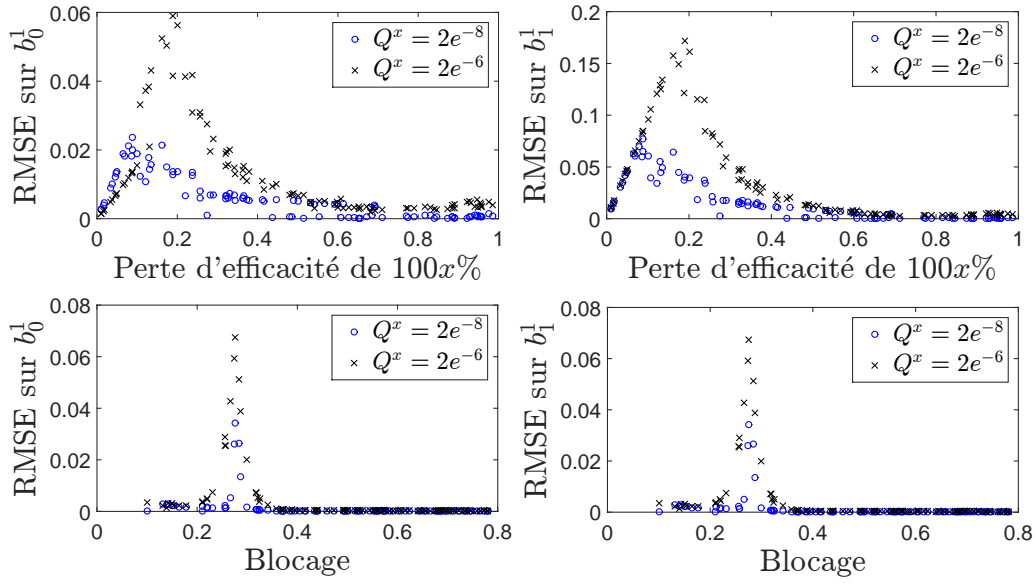 RMSE sur $b_0^1$
0.06
0.04
0.02
0
$Q^x = 2e^{-8}$
$Q^x = 2e^{-6}$
0 0.2 0.4 0.6 0.8 1
Perte d'efficacité de 100x%
RMSE sur $b_1^1$
0.2
0.15
0.10
0.05
0
$Q^x = 2e^{-8}$
$Q^x = 2e^{-6}$
0 0.2 0.4 0.6 0.8 1
Perte d'efficacité de 100x%
RMSE sur $b_0^1$
0.08
0.06
0.04
0.02
0
$Q^x = 2e^{-8}$
$Q^x = 2e^{-6}$
0 0.2 0.4 0.6 0.8
Blocage
RMSE sur $b_1^1$
0.08
0.06
0.04
0.02
0
$Q^x = 2e^{-8}$
$Q^x = 2e^{-6}$
0 0.2 0.4 0.6 0.8
Blocage